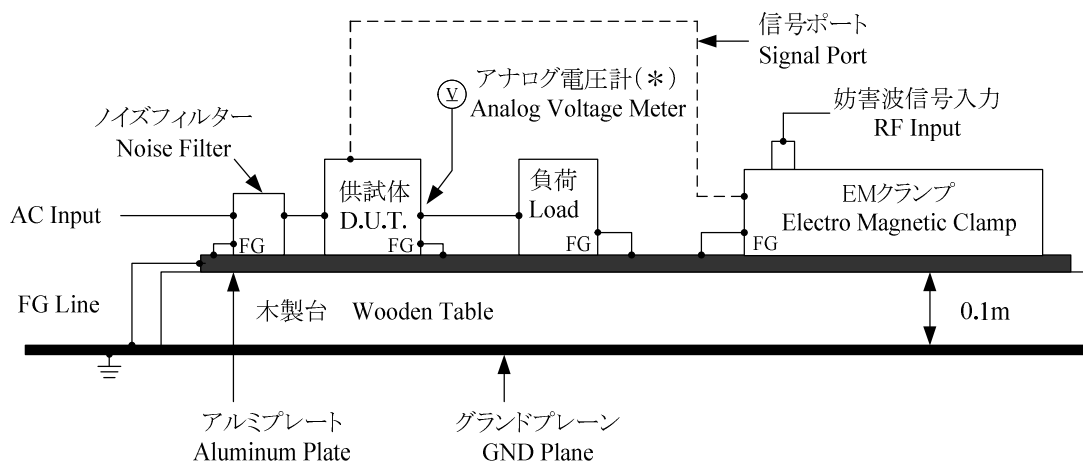 信号ポート
Signal Port
アナログ電圧計(*)
Analog Voltage Meter
V
妨害波信号入力
RF Input
ノイズフィルター
Noise Filter
供試体
D.U.T.
負荷
Load
EMクランプ
Electro Magnetic Clamp
AC Input
FG
FG
FG
FG
FG Line
木製台 Wooden Table
0.1m
アルミプレート
Aluminum Plate
グランドプレーン
GND Plane